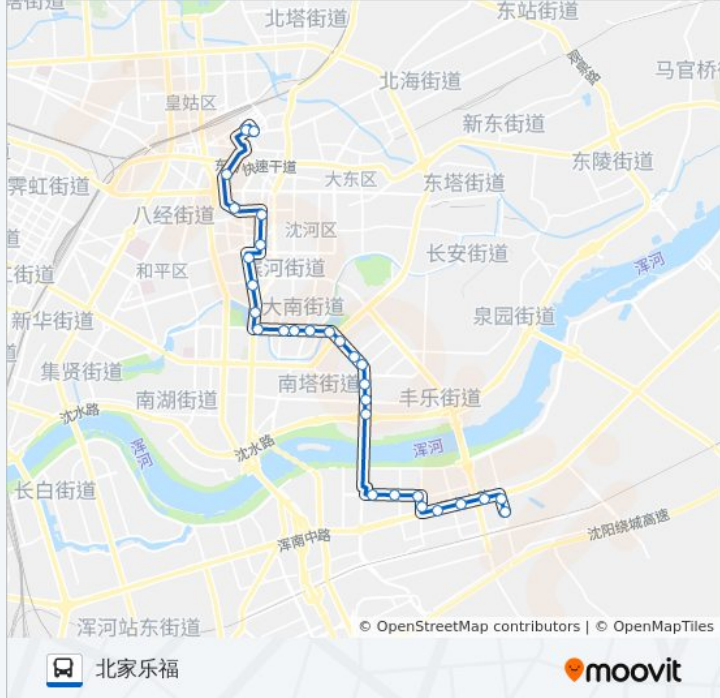 北塔街道
东站街道
观泉路
马官桥街
北海街道
皇姑区
新东街道
东陵街道
快速干道
大东区
东塔街道
霁虹街道
八经街道
沈河区
长安街道
和平区
滨河街道
浑河
大南街道
泉园街道
新华街道
集贤街道
南塔街道
南湖街道
丰乐街道
沈水路
浑河
沈水路
浑河
长白街道
浑南中路
沈阳绕城高速
浑河站东街道
© OpenStreetMap contributors | © OpenMapTiles
北家乐福
moovit